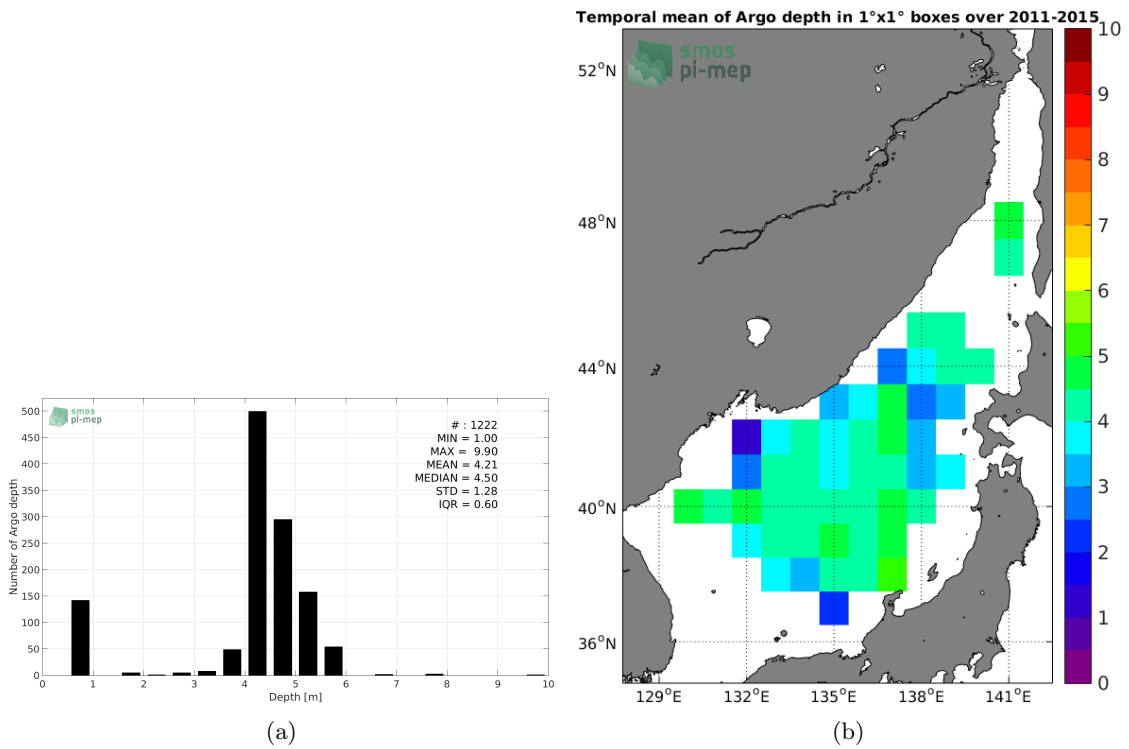 smos
pi-mep
# : 1222
MIN = 1.00
MAX = 9.90
MEAN = 4.21
MEDIAN = 4.50
STD = 1.28
IQR = 0.60
Number of Argo depth
500
450
400
350
300
250
200
150
100
50
0
0 1 2 3 4 5 6 7 8 9 10
Depth [m]
(a)
Temporal mean of Argo depth in 1°x1° boxes over 2011-2015
smos
pi-mep
52°N
48°N
44°N
40°N
36°N
129°E 132°E 135°E 138°E 141°E
10
9
8
7
6
5
4
3
2
1
0
(b)